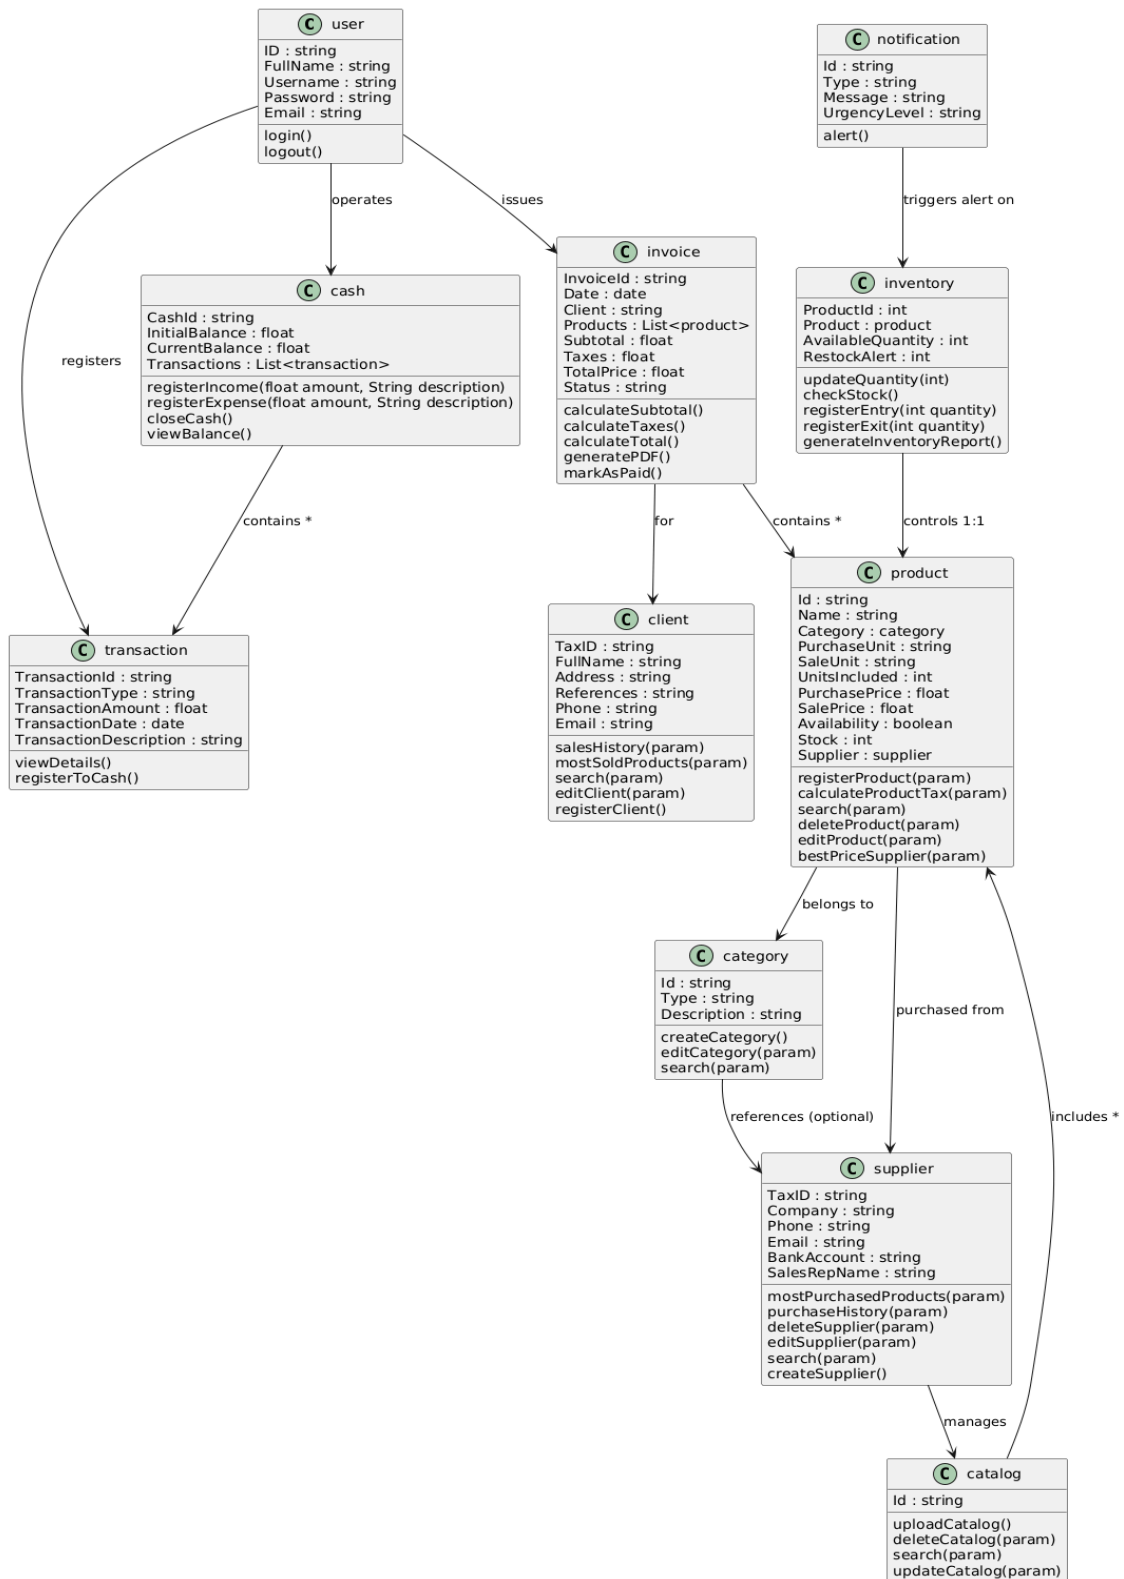 C user
ID : string
FullName : string
Username : string
Password : string
Email : string
login()
logout()
C notification
Id : string
Type : string
Message : string
UrgencyLevel : string
alert()
operates
issues
triggers alert on
registers
C cash
CashId : string
InitialBalance : float
CurrentBalance : float
Transactions : List<transaction>
registerIncome(float amount, String description)
registerExpense(float amount, String description)
closeCash()
viewBalance()
C invoice
InvoiceId : string
Date : date
Client : string
Products : List<product>
Subtotal : float
Taxes : float
TotalPrice : float
Status : string
calculateSubtotal()
calculateTaxes()
calculateTotal()
generatePDF()
markAsPaid()
C inventory
ProductId : int
Product : product
AvailableQuantity : int
RestockAlert : int
updateQuantity(int)
checkStock()
registerEntry(int quantity)
registerExit(int quantity)
generateInventoryReport()
contains *
for
contains *
controls 1:1
C transaction
TransactionId : string
TransactionType : string
TransactionAmount : float
TransactionDate : date
TransactionDescription : string
viewDetails()
registerToCash()
C client
TaxID : string
FullName : string
Address : string
References : string
Phone : string
Email : string
salesHistory(param)
mostSoldProducts(param)
search(param)
editClient(param)
registerClient()
C product
Id : string
Name : string
Category : category
PurchaseUnit : string
SaleUnit : string
UnitsIncluded : int
PurchasePrice : float
SalePrice : float
Availability : boolean
Stock : int
Supplier : supplier
registerProduct(param)
calculateProductTax(param)
search(param)
deleteProduct(param)
editProduct(param)
bestPriceSupplier(param)
belongs to
C category
Id : string
Type : string
Description : string
createCategory()
editCategory(param)
search(param)
purchased from
references (optional)
includes *
C supplier
TaxID : string
Company : string
Phone : string
Email : string
BankAccount : string
SalesRepName : string
mostPurchasedProducts(param)
purchaseHistory(param)
deleteSupplier(param)
editSupplier(param)
search(param)
createSupplier()
manages
C catalog
Id : string
uploadCatalog()
deleteCatalog(param)
search(param)
updateCatalog(param)